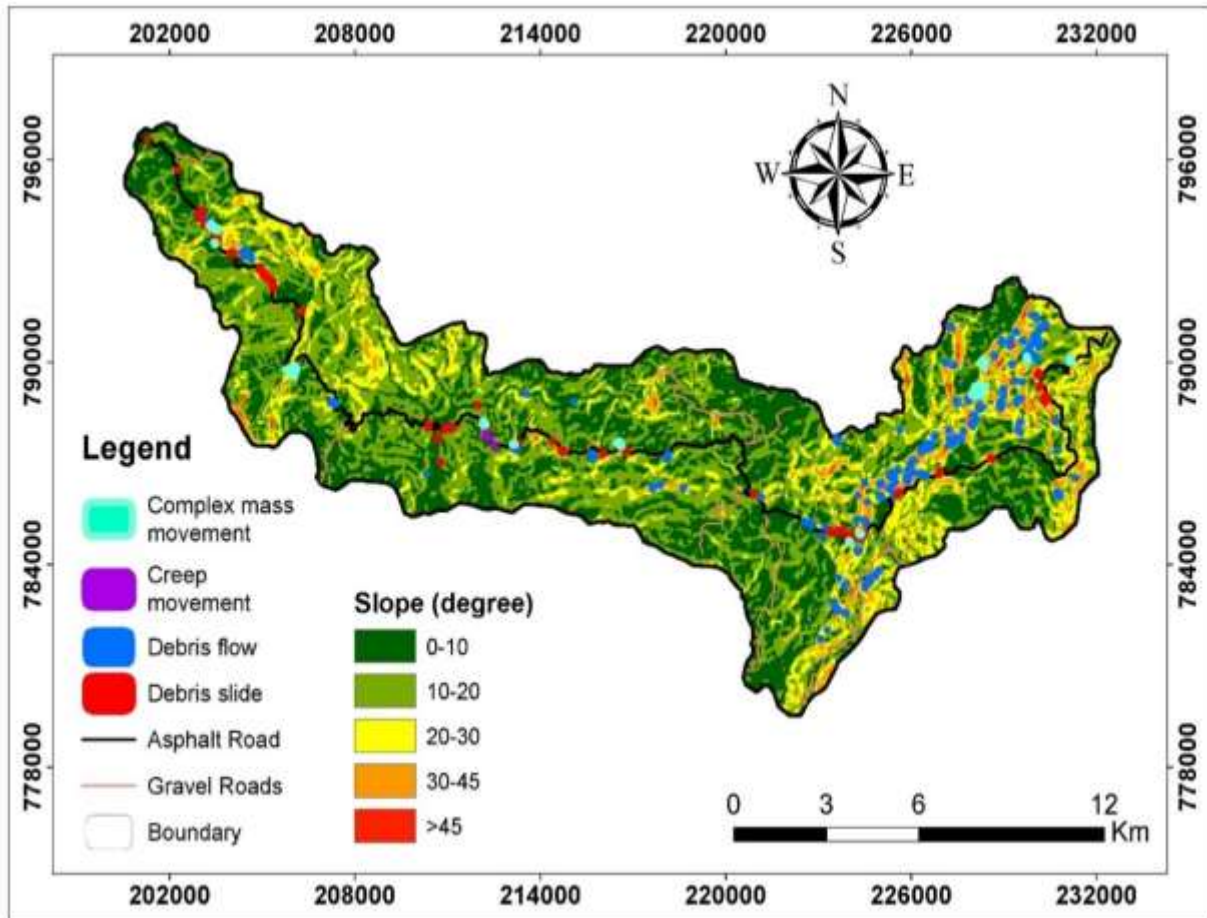 202000 208000 214000 220000 226000 232000
796000 796000
N
W E
S
790000 790000
784000 784000
778000 778000
Legend
Complex mass
movement
Creep
movement
Debris flow
Debris slide
Asphalt Road
Gravel Roads
Boundary
Slope (degree)
0-10
10-20
20-30
30-45
>45
0 3 6 12
Km
202000 208000 214000 220000 226000 232000